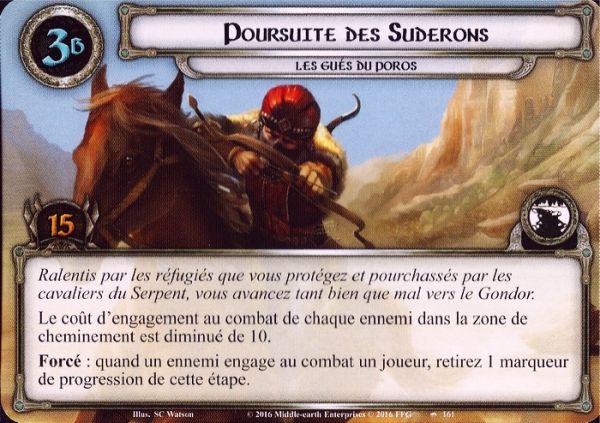 3B
POURSUITE DES SUDERONS
LES GUÉS DU POROS
15
Ralentis par les réfugiés que vous protégez et pourchassés par les
cavaliers du Serpent, vous avancez tant bien que mal vers le Gondor.
Le coût d'engagement au combat de chaque ennemi dans la zone de
cheminement est diminué de 10.
Forcé : quand un ennemi engage au combat un joueur, retirez 1 marqueur
de progression de cette étape.
Illus. SC Watson © 2016 Middle-earth Enterprises © 2016 FFG 161